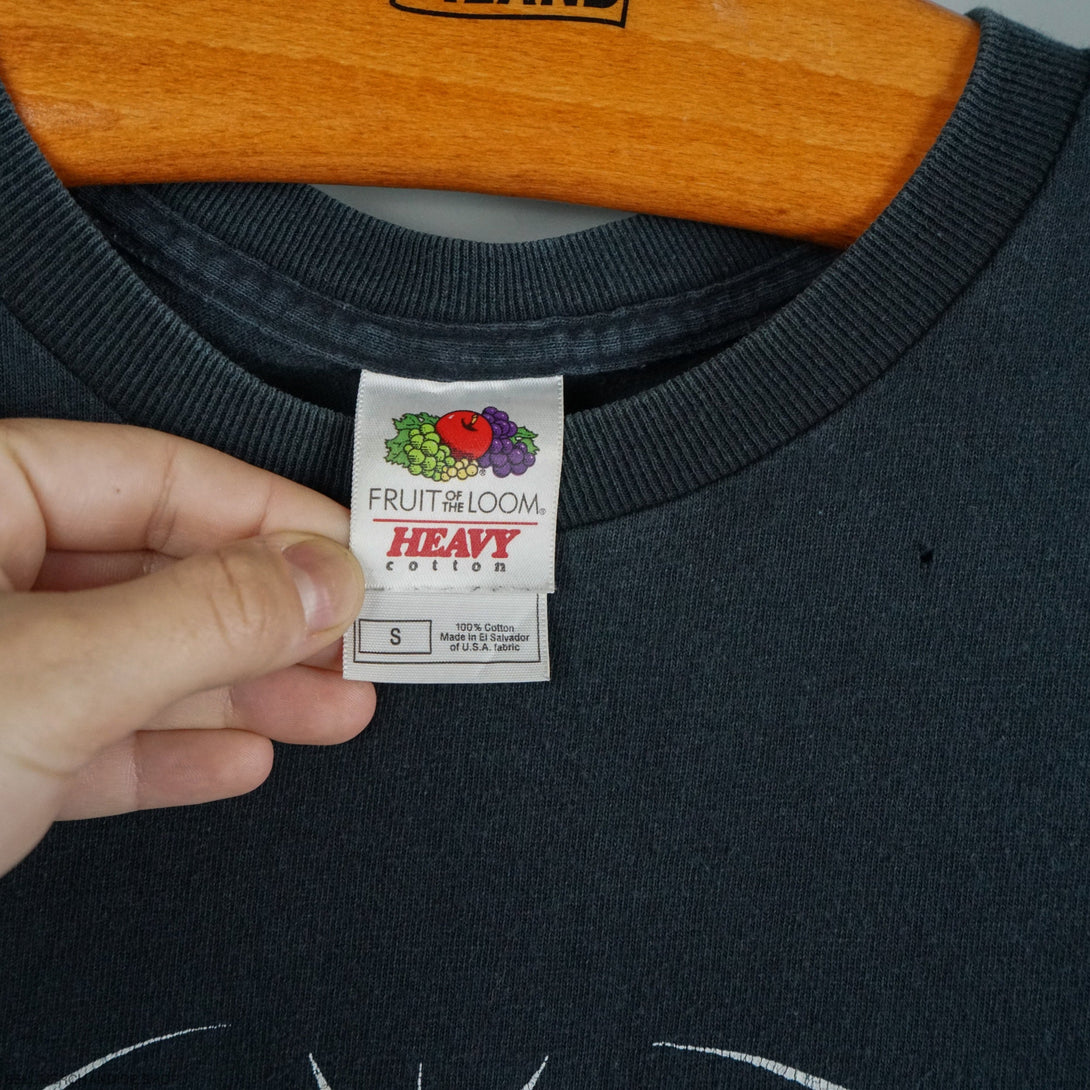 FRUIT OF THE LOOM®
HEAVY
cotton
S
100% Cotton
Made in El Salvador
of U.S.A. fabric